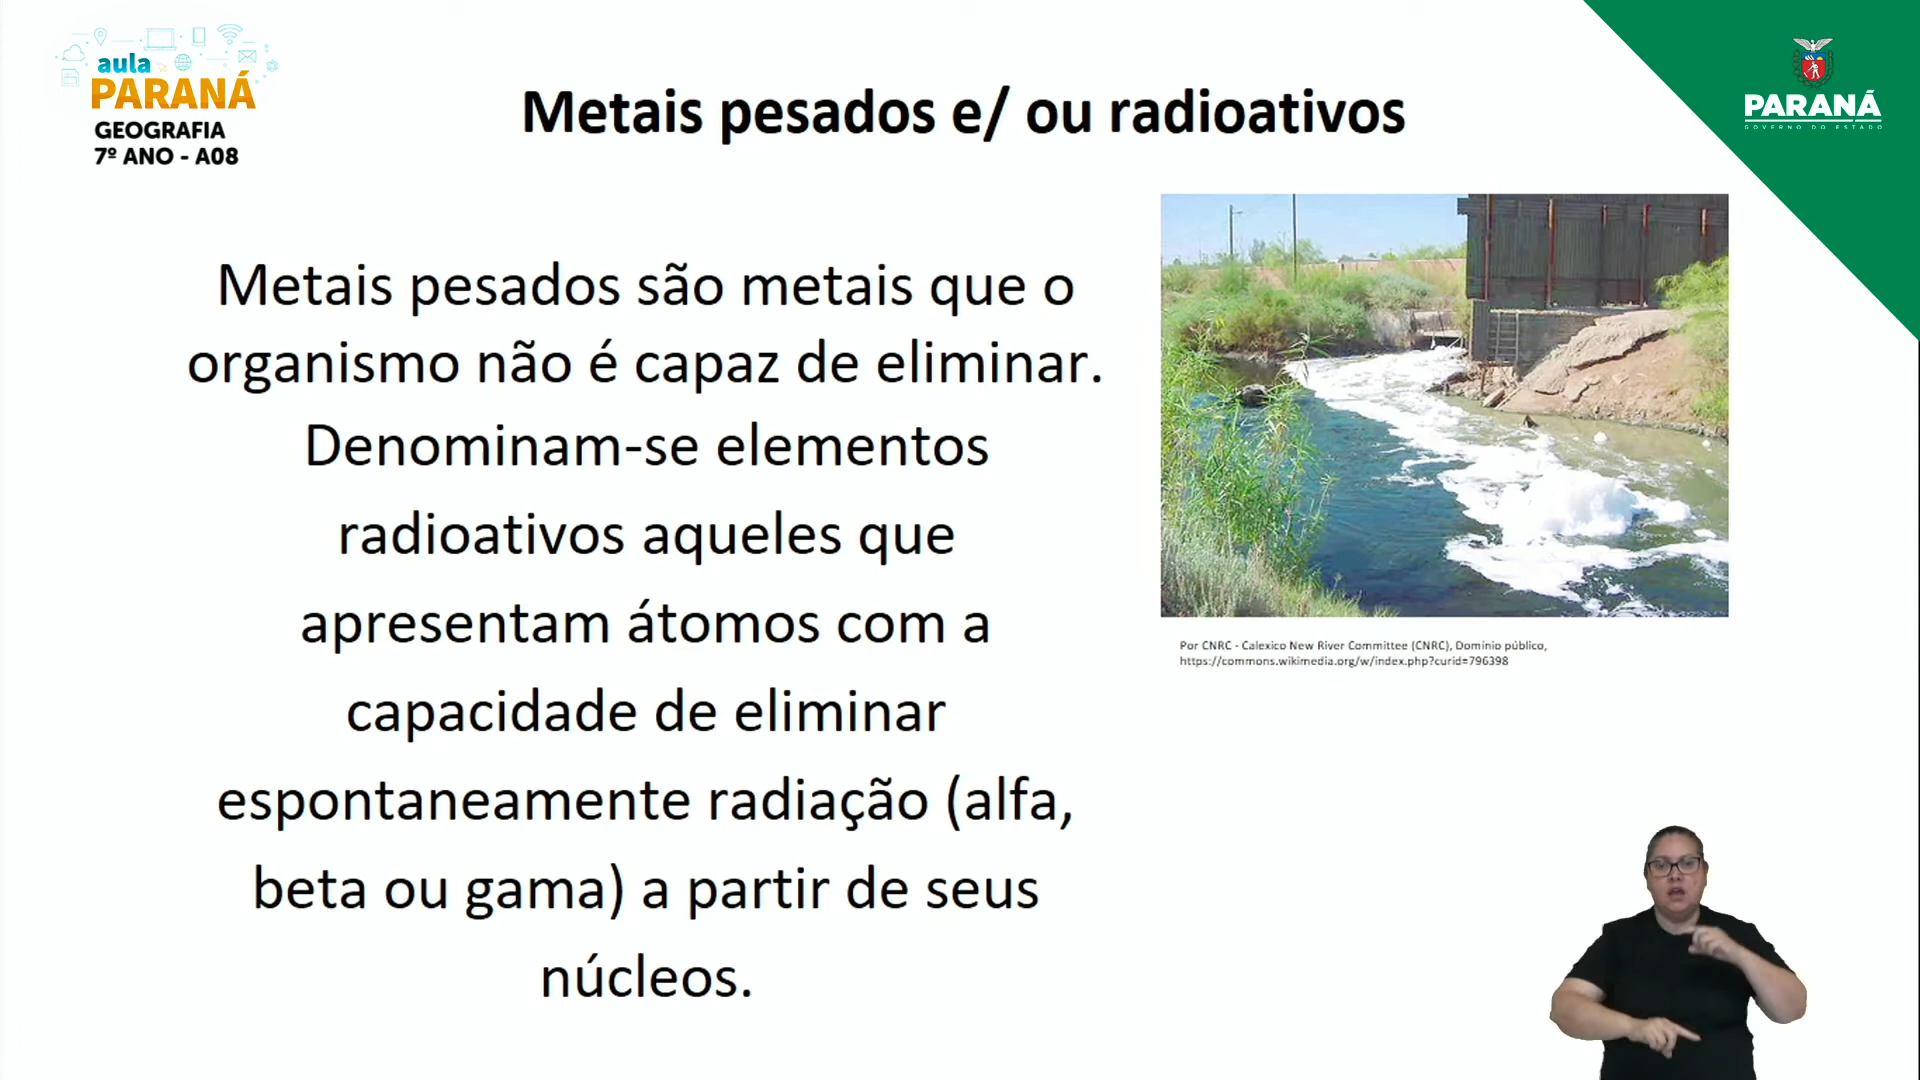 aula
PARANÁ
GEOGRAFIA
7º ANO - A08
Metais pesados e/ ou radioativos
PARANÁ
GOVERNO DO ESTADO
Metais pesados são metais que o
organismo não é capaz de eliminar.
Denominam-se elementos
radioativos aqueles que
apresentam átomos com a
capacidade de eliminar
espontaneamente radiação (alfa,
beta ou gama) a partir de seus
núcleos.
Por CNRC - Calexico New River Committee (CNRC), Domínio público,
https://commons.wikimedia.org/w/index.php?curid=796398